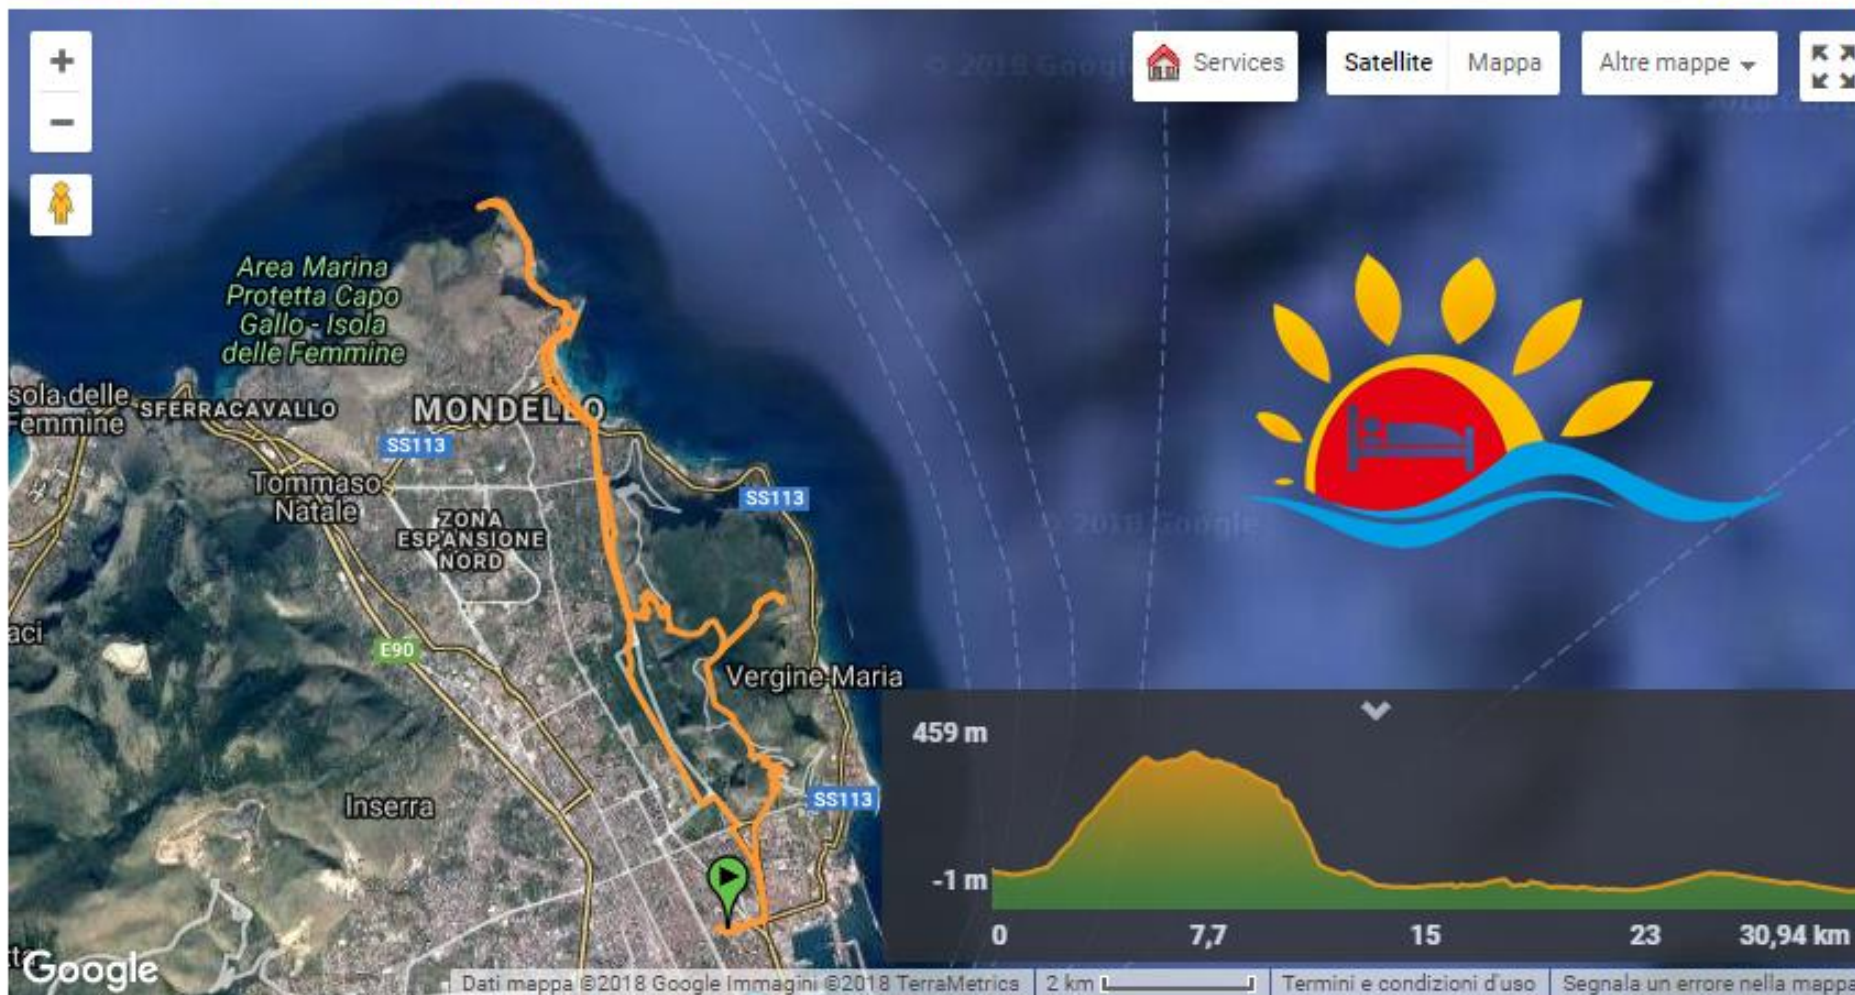 +
Services
Satellite
Mappa
Altre mappe
−
© 2018 Google
Area Marina
Protetta Capo
Gallo - Isola
delle Femmine
sola delle
Femmine
SFERRACAVALLO
MONDELLO
SS113
Tommaso
Natale
SS113
ZONA
ESPANSIONE
NORD
© 2018 Google
aci
E90
Vergine Maria
459 m
Inserra
SS113
-1 m
0
7,7
15
23
30,94 km
Google
Dati mappa ©2018 Google Immagini ©2018 TerraMetrics
2 km
Termini e condizioni d'uso
Segnala un errore nella mappa